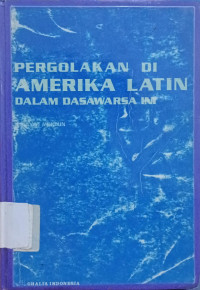 PERGOLAKAN DI
AMERIKA LATIN
DALAM DASAWARSA INI
GHALIA INDONESIA